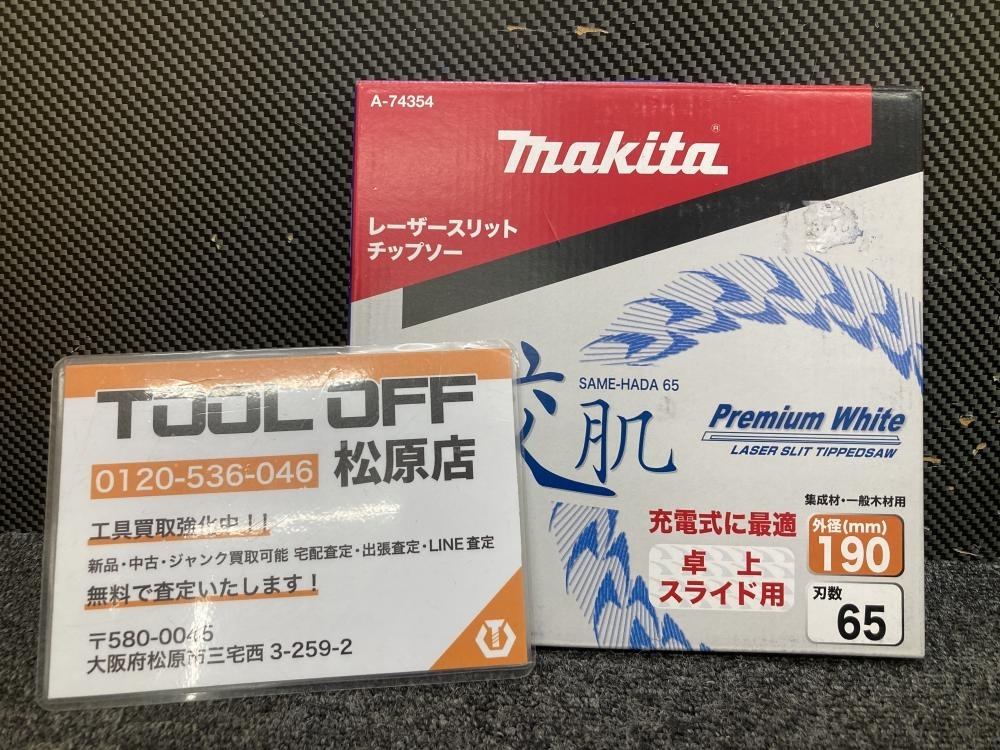 A-74354
makita®
レーザースリット
チップソー
SAME-HADA 65
肌
Premium White
LASER SLIT TIPPEDSAW
集成材・一般木材用
充電式に最適
卓上
スライド用
外径(mm)
190
刃数
65
TOOL OFF
0120-536-046 松原店
工具買取強化中!!
新品・中古・ジャンク買取可能 宅配査定・出張査定・LINE査定
無料で査定いたします!
〒580-0045
大阪府松原市三宅西 3-259-2